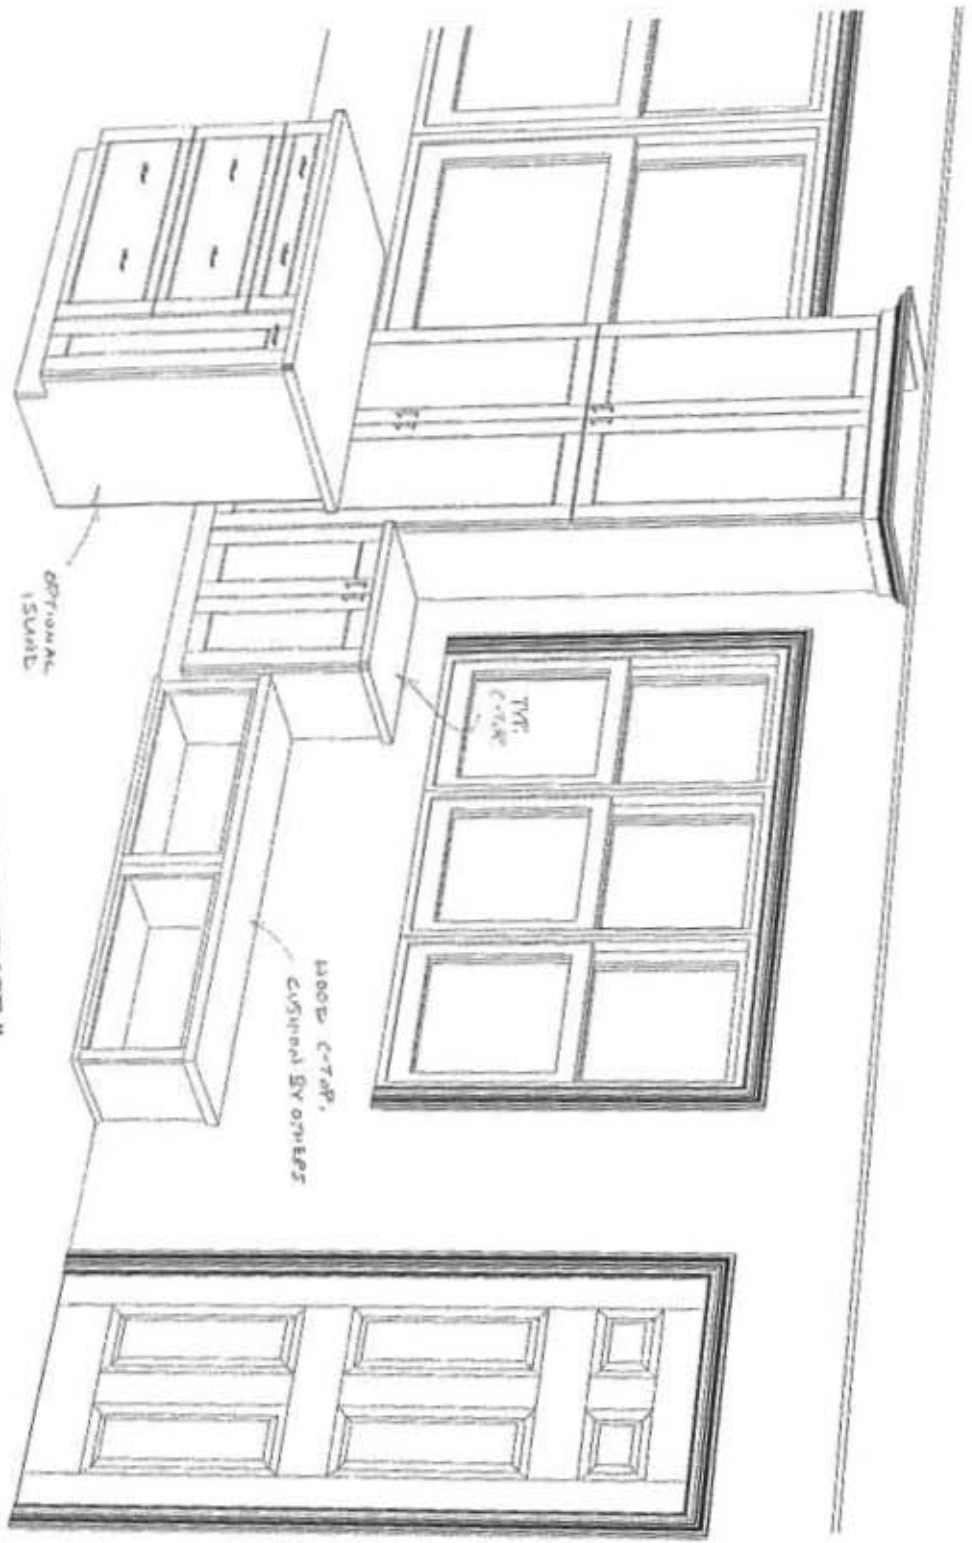 OPTIONAL
ISLAND
TYP.
C-TOP
WOOD C-TOP.
CUSHION BY OTHERS